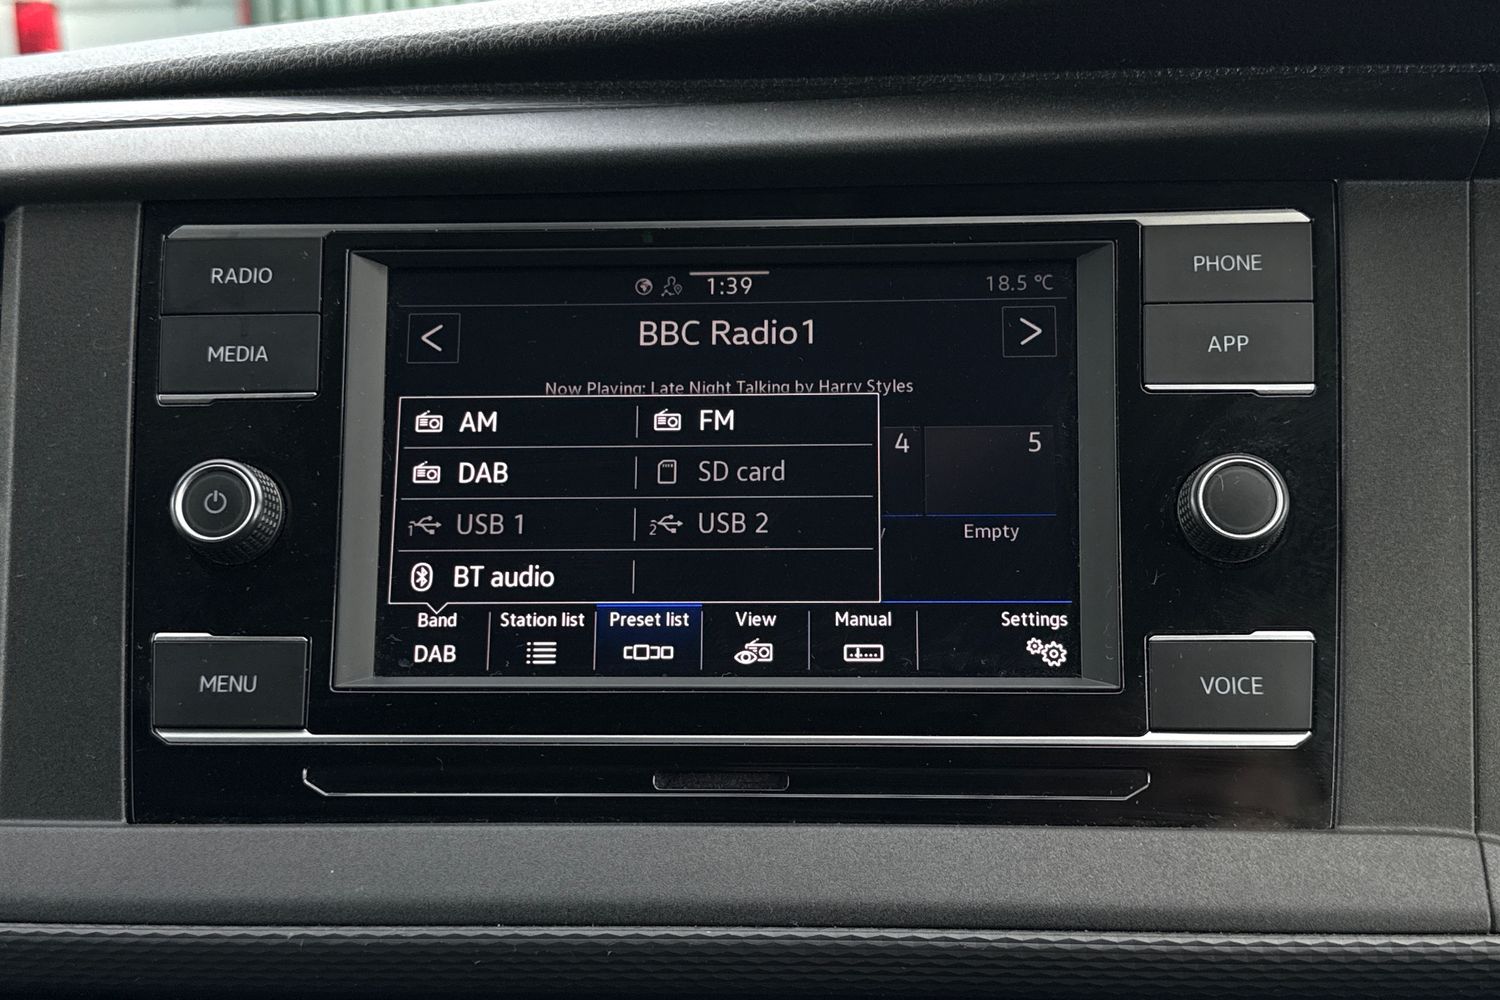 RADIO
MEDIA
MENU
1:39
18.5 °C
BBC Radio1
Now Playing: Late Night Talking by Harry Styles
AM
FM
DAB
SD card
1 USB 1
2 USB 2
BT audio
4
5
y
Empty
Band
DAB
Station list
Preset list
View
Manual
Settings
PHONE
APP
VOICE